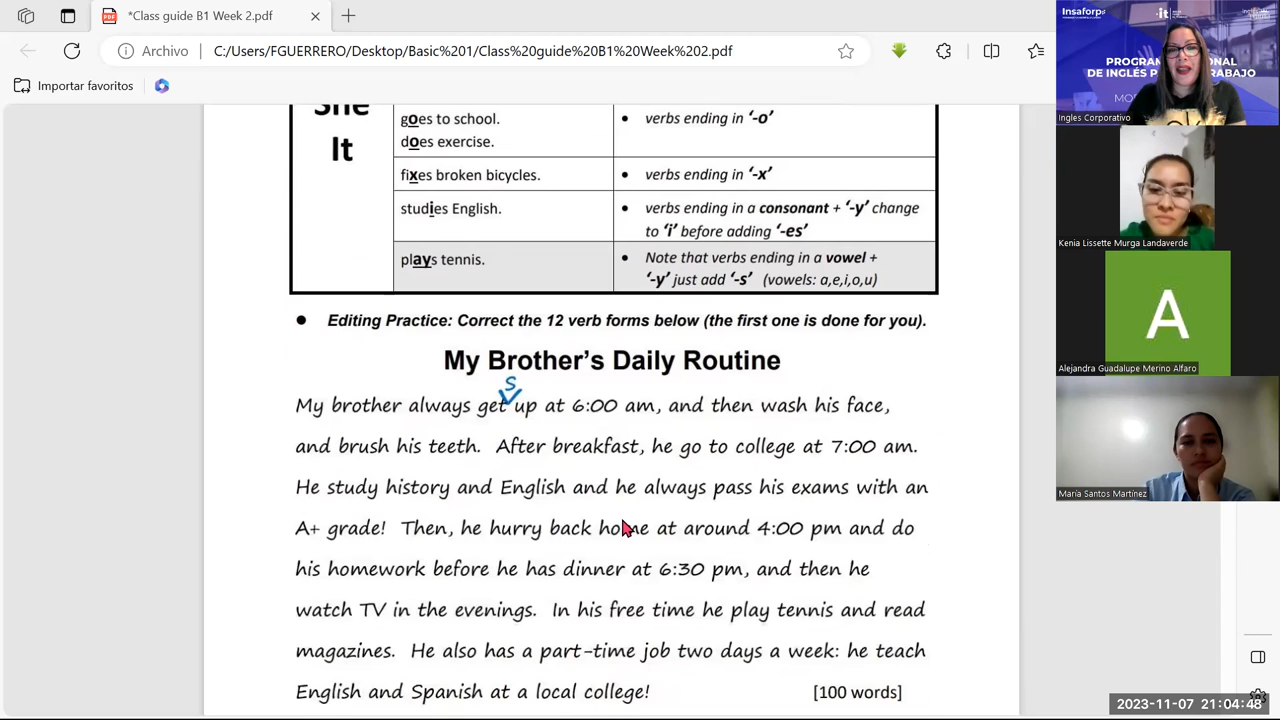 *Class guide B1 Week 2.pdf
Archivo
C:/Users/FGUERRERO/Desktop/Basic%201/Class%20guide%20B1%20Week%202.pdf
Importar favoritos
She
It
goes to school.
does exercise.
• verbs ending in ‘-o’
fixes broken bicycles.
• verbs ending in ‘-x’
studies English.
• verbs ending in a consonant + ‘-y’ change
to ‘i’ before adding ‘-es’
plays tennis.
• Note that verbs ending in a vowel +
‘-y’ just add ‘-s’ (vowels: a,e,i,o,u)
● Editing Practice: Correct the 12 verb forms below (the first one is done for you).
My Brother’s Daily Routine
s
My brother always get up at 6:00 am, and then wash his face,
and brush his teeth. After breakfast, he go to college at 7:00 am.
He study history and English and he always pass his exams with an
A+ grade! Then, he hurry back home at around 4:00 pm and do
his homework before he has dinner at 6:30 pm, and then he
watch TV in the evenings. In his free time he play tennis and read
magazines. He also has a part-time job two days a week: he teach
English and Spanish at a local college!
[100 words]
Insaforp
it
PROGRAMA
ONAL
DE INGLÉS P
RABAJO
Ingles Corporativo
Kenia Lissette Murga Landaverde
A
Alejandra Guadalupe Merino Alfaro
María Santos Martínez
2023-11-07 21:04:48